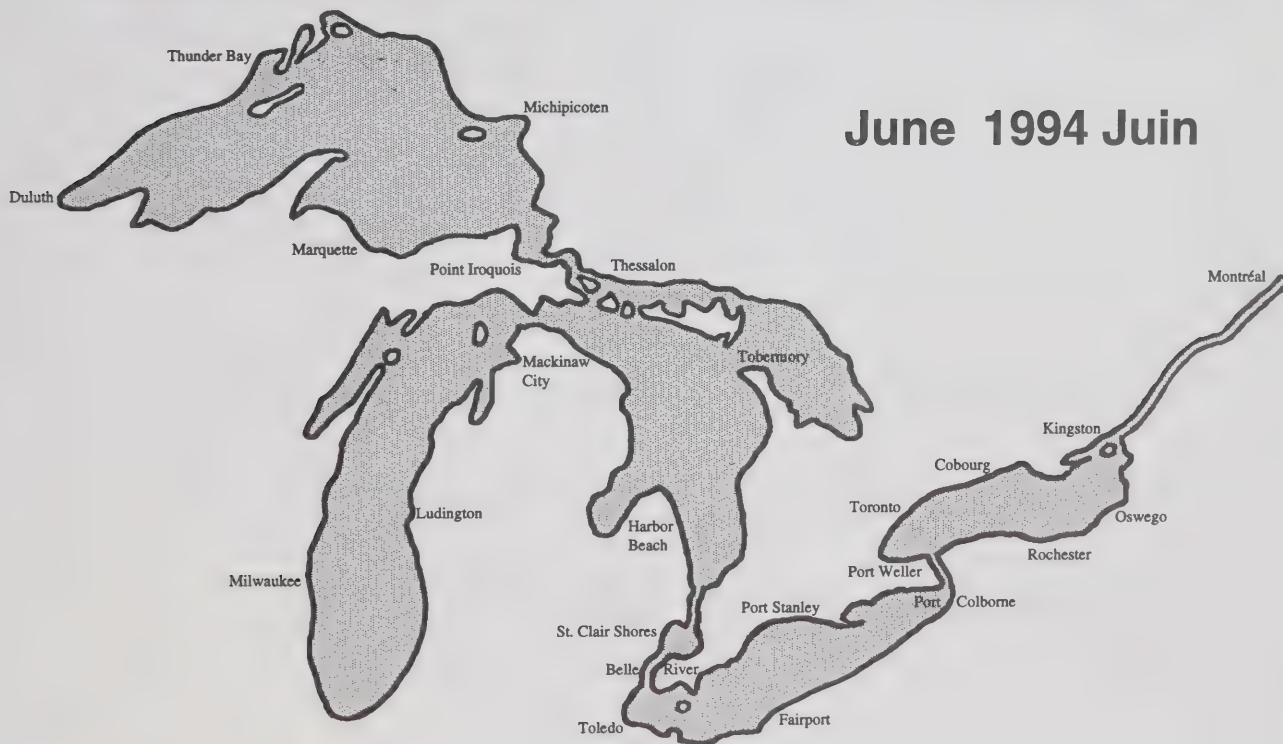 Thunder Bay
Michipicoten
June 1994 Juin
Duluth
Marquette
Point Iroquois
Thessalon
Montréal
Mackinaw
City
Tobermory
Kingston
Cobourg
Toronto
Ludington
Harbor
Beach
Oswego
Rochester
Milwaukee
Port Weller
Port Colborne
Port Stanley
St. Clair Shores
Belle River
Toledo
Fairport